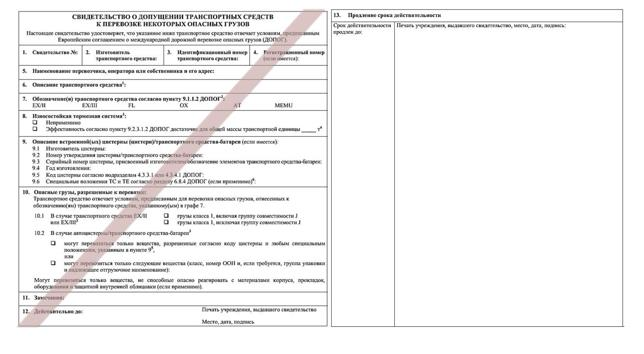 СВИДЕТЕЛЬСТВО О ДОПУЩЕНИИ ТРАНСПОРТНЫХ СРЕДСТВ
К ПЕРЕВОЗКЕ НЕКОТОРЫХ ОПАСНЫХ ГРУЗОВ
Настоящее свидетельство удостоверяет, что указанное ниже транспортное средство отвечает условиям, предписанным
Европейским соглашением о международной дорожной перевозке опасных грузов (ДОПОГ).
1. Свидетельство №:
2. Изготовитель
транспортного средства:
3. Идентификационный номер
транспортного средства:
4. Регистрационный номер
(если имеется):
5. Наименование перевозчика, оператора или собственника и его адрес:
6. Описание транспортного средства¹:
7. Обозначение(я) транспортного средства согласно пункту 9.1.1.2 ДОПОГ²:
EX/II EX/III FL OX AT MEMU
8. Износостойкая тормозная система³:
☐ Неприменимо
☐ Эффективность согласно пункту 9.2.3.1.2 ДОПОГ достаточна для общей массы транспортной единицы _____ т⁴
9. Описание встроенной(ых) цистерны (цистерн)/транспортного средства-батареи (если имеется):
9.1 Изготовитель цистерны:
9.2 Номер утверждения цистерны/транспортного средства-батареи:
9.3 Серийный номер цистерны, присвоенный изготовителем/обозначение элементов транспортного средства-батареи:
9.4 Год изготовления:
9.5 Код цистерны согласно подразделам 4.3.3.1 или 4.3.4.1 ДОПОГ:
9.6 Специальные положения ТС и ТЕ согласно разделу 6.8.4 ДОПОГ (если применимо)⁶:
10. Опасные грузы, разрешенные к перевозке:
Транспортное средство отвечает условиям, предписанным для перевозки опасных грузов, отнесенных к
обозначению(ям) транспортного средства, указанному(ым) в графе 7.
10.1 В случае транспортного средства EX/II
или EX/III³
☐ грузы класса 1, включая группу совместимости J
☐ грузы класса 1, исключая группу совместимости J
10.2 В случае автоцистерны/транспортного средства-батареи³
☐ могут перевозиться только вещества, разрешенные согласно коду цистерны и любым специальным
положениям, указанным в пункте 9⁵,
или
☐ могут перевозиться только следующие вещества (класс, номер ООН и, если требуется, группа упаковки
и надлежащее отгрузочное наименование):
Могут перевозиться только вещества, не способные опасно реагировать с материалами корпуса, прокладок,
оборудования и защитной внутренней облицовки (если применимо).
11. Замечания:
12. Действительно до:
Печать учреждения, выдавшего свидетельство
Место, дата, подпись
13. Продление срока действительности
Срок действительности
продлен до:
Печать учреждения, выдавшего свидетельство, место, дата, подпись: